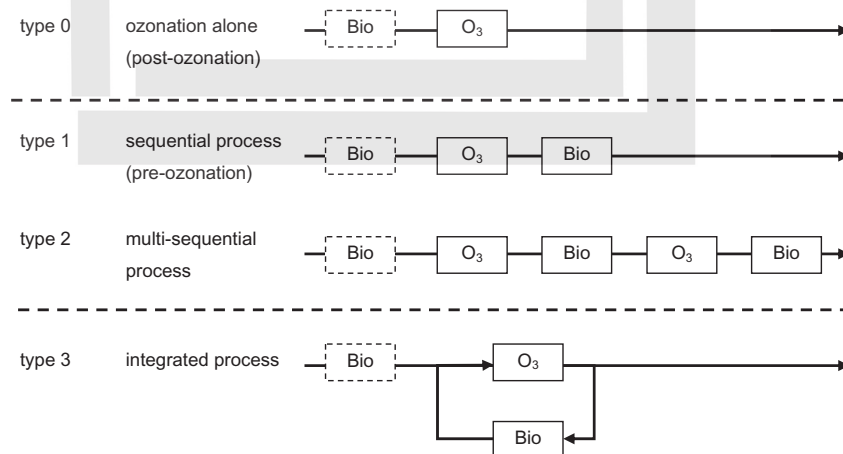 type 0 ozonation alone Bio O₃
(post-ozonation)
type 1 sequential process Bio O₃ Bio
(pre-ozonation)
type 2 multi-sequential Bio O₃ Bio O₃ Bio
process
type 3 integrated process Bio O₃
Bio